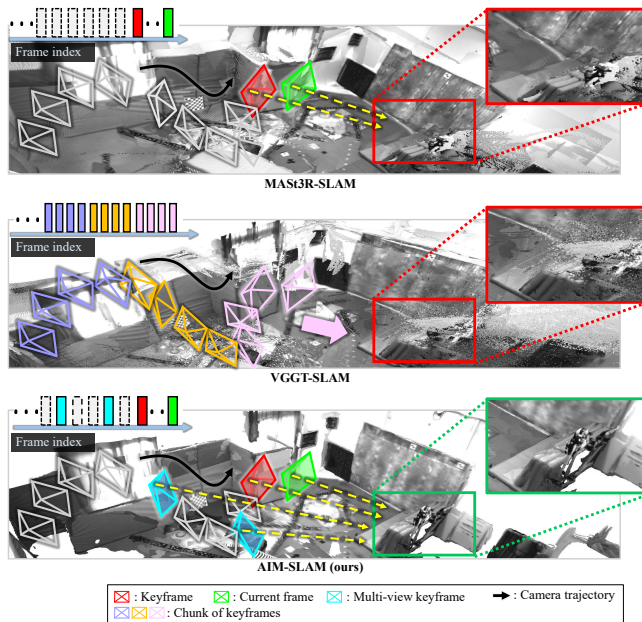 Frame index
MASt3R-SLAM
Frame index
VGGT-SLAM
Frame index
AIM-SLAM (ours)
: Keyframe : Current frame : Multi-view keyframe : Camera trajectory
: Chunk of keyframes